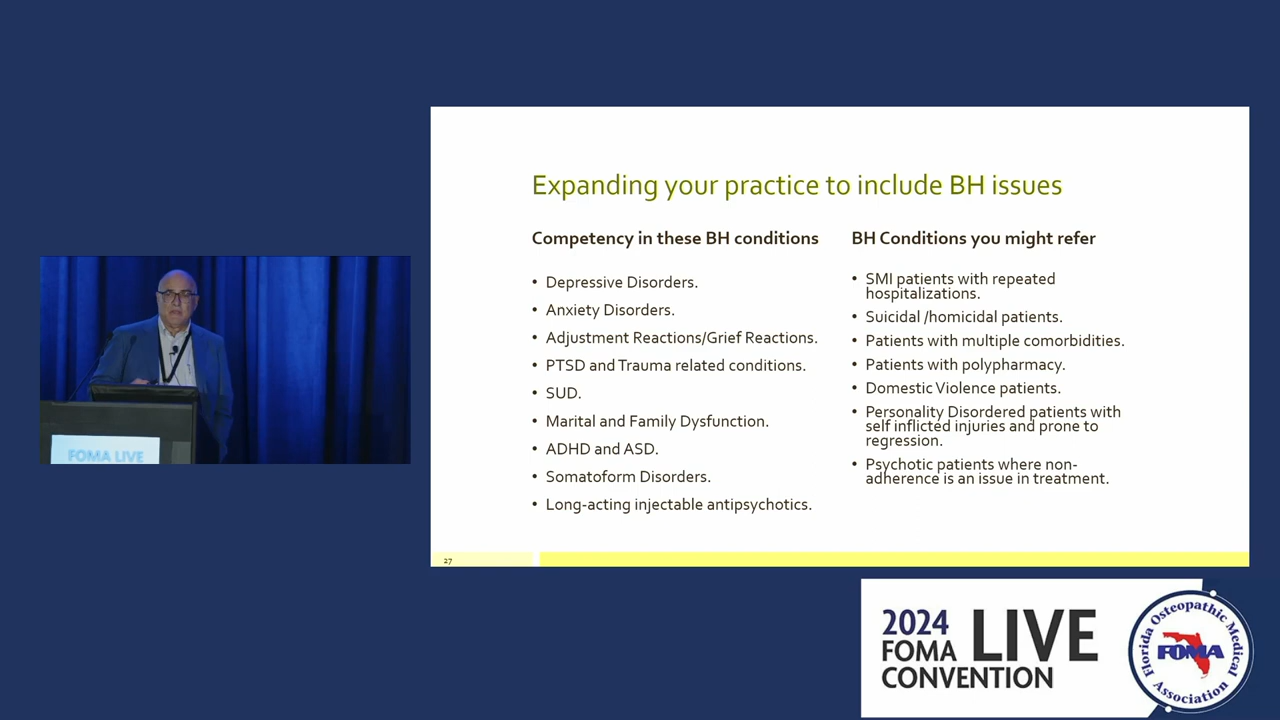 Expanding your practice to include BH issues
Competency in these BH conditions
• Depressive Disorders.
• Anxiety Disorders.
• Adjustment Reactions/Grief Reactions.
• PTSD and Trauma related conditions.
• SUD.
• Marital and Family Dysfunction.
• ADHD and ASD.
• Somatoform Disorders.
• Long-acting injectable antipsychotics.
BH Conditions you might refer
• SMI patients with repeated
hospitalizations.
• Suicidal /homicidal patients.
• Patients with multiple comorbidities.
• Patients with polypharmacy.
• Domestic Violence patients.
• Personality Disordered patients with
self inflicted injuries and prone to
regression.
• Psychotic patients where non-
adherence is an issue in treatment.
27
FOMA LIVE
2024
FOMA
CONVENTION
LIVE
Florida Osteopathic Medical
FOMA
Association